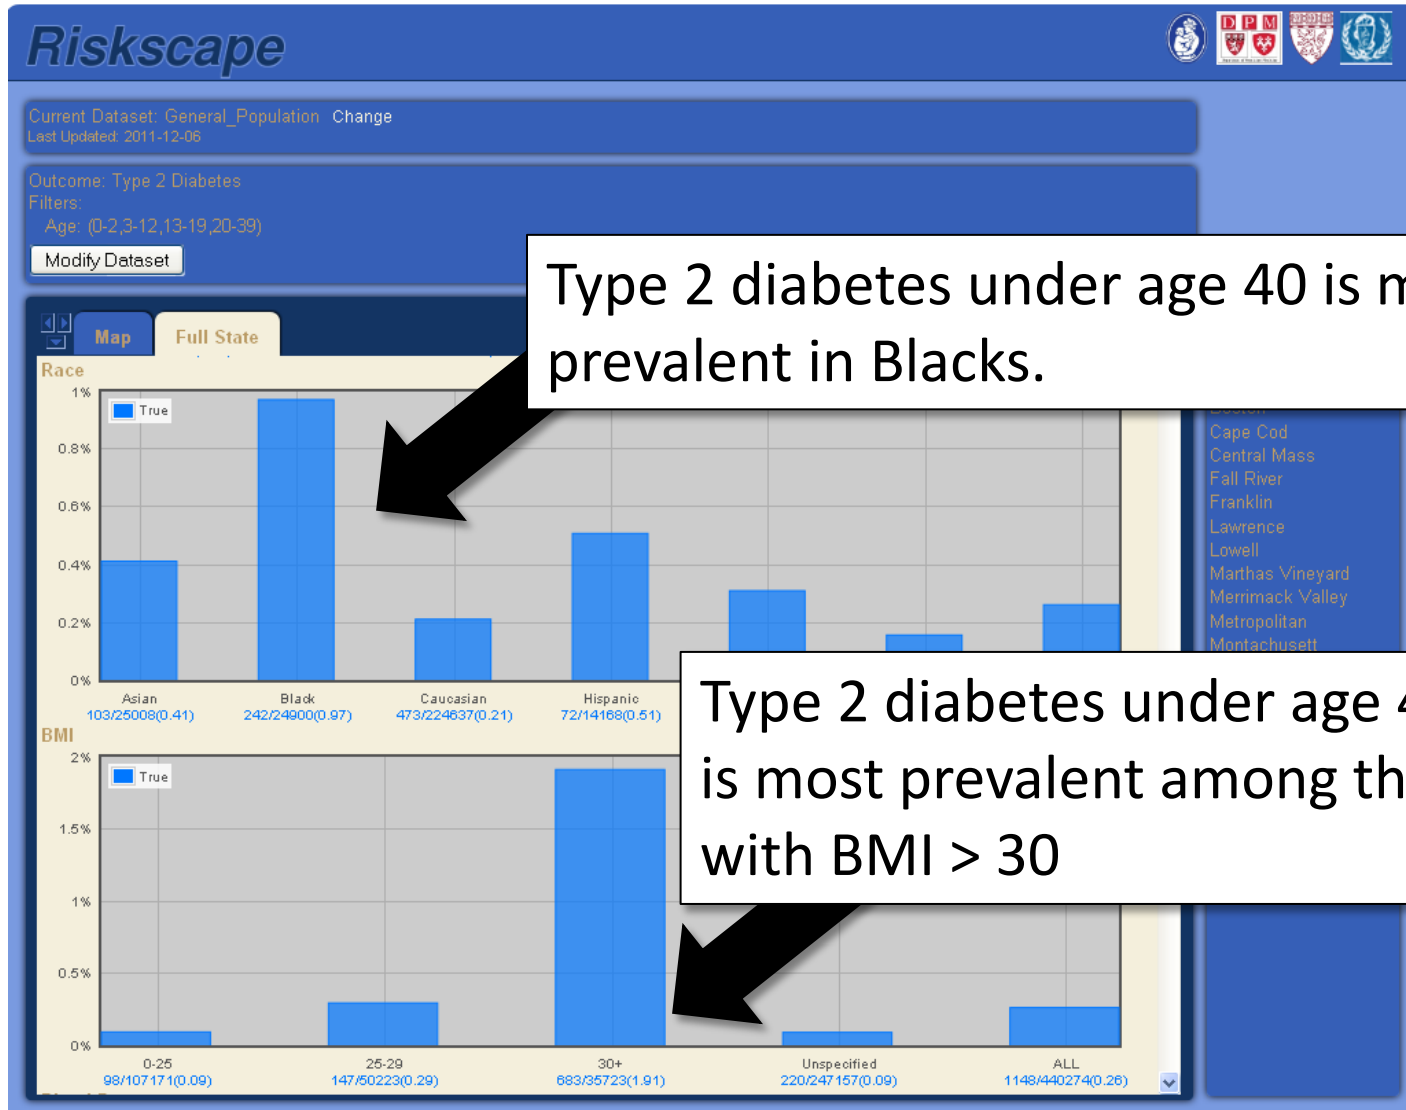 Riskscape
D P M
Current Dataset: General_Population Change
Last Updated: 2011-12-06
Outcome: Type 2 Diabetes
Filters:
Age: (0-2,3-12,13-19,20-39)
Modify Dataset
Type 2 diabetes under age 40 is
prevalent in Blacks.
Map Full State
Race
1%
True
0.8%
0.6%
0.4%
0.2%
0%
Asian Black Caucasian Hispanic
103/25008(0.41) 242/24900(0.97) 473/224637(0.21) 72/14168(0.51)
Boston
Cape Cod
Central Mass
Fall River
Franklin
Lawrence
Lowell
Marthas Vineyard
Merrimack Valley
Metropolitan
Montachusett
Type 2 diabetes under age
is most prevalent among
with BMI > 30
BMI
2%
True
1.5%
1%
0.5%
0%
0-25 25-29 30+ Unspecified ALL
98/107171(0.09) 147/50223(0.29) 683/35723(1.91) 220/247157(0.09) 1148/440274(0.26)